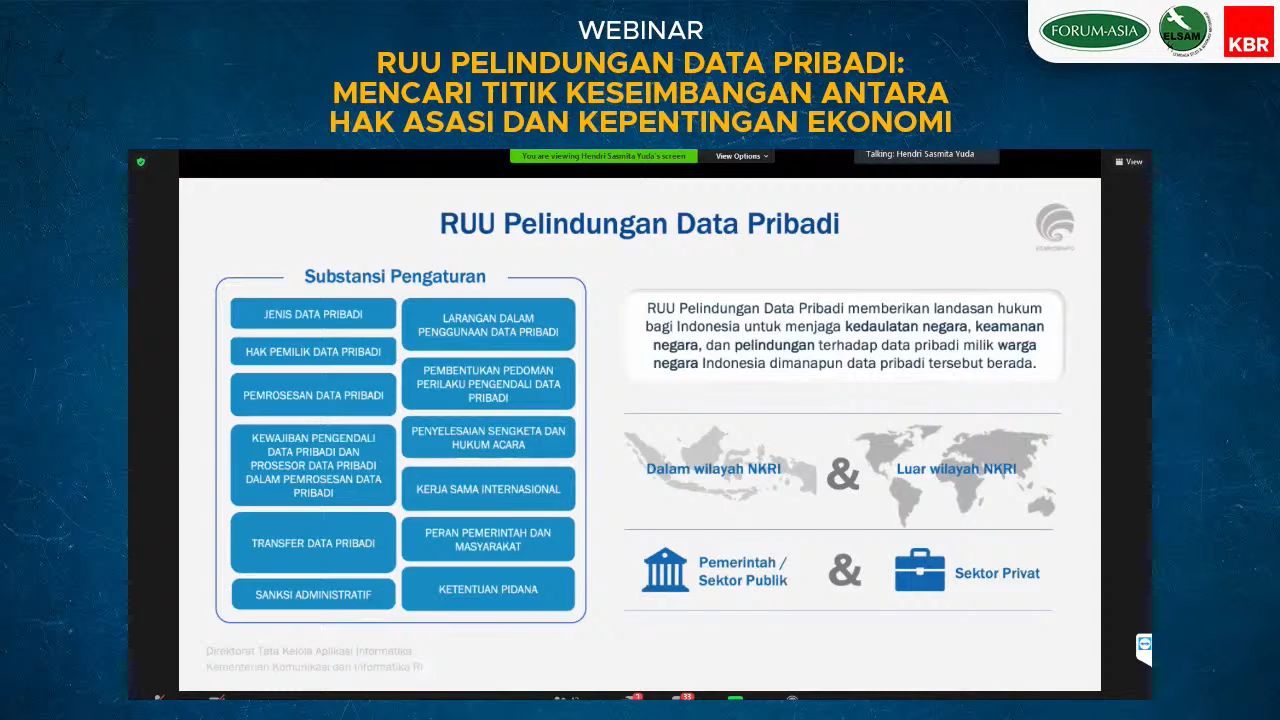 WEBINAR
RUU PELINDUNGAN DATA PRIBADI:
MENCARI TITIK KESEIMBANGAN ANTARA
HAK ASASI DAN KEPENTINGAN EKONOMI
FORUM-ASIA
ELSAM
KBR
You are viewing Hendri Sasmita Yuda's screen
View Options
Talking: Hendri Sasmita Yuda
View
RUU Pelindungan Data Pribadi
Substansi Pengaturan
JENIS DATA PRIBADI
HAK PEMILIK DATA PRIBADI
PEMROSESAN DATA PRIBADI
KEWAJIBAN PENGENDALI
DATA PRIBADI DAN
PROSESOR DATA PRIBADI
DALAM PEMROSESAN DATA
PRIBADI
TRANSFER DATA PRIBADI
SANKSI ADMINISTRATIF
LARANGAN DALAM
PENGGUNAAN DATA PRIBADI
PEMBENTUKAN PEDOMAN
PERILAKU PENGENDALI DATA
PRIBADI
PENYELESAIAN SENGKETA DAN
HUKUM ACARA
KERJA SAMA INTERNASIONAL
PERAN PEMERINTAH DAN
MASYARAKAT
KETENTUAN PIDANA
RUU Pelindungan Data Pribadi memberikan landasan hukum
bagi Indonesia untuk menjaga kedaulatan negara, keamanan
negara, dan pelindungan terhadap data pribadi milik warga
negara Indonesia dimanapun data pribadi tersebut berada.
Dalam wilayah NKRI
&
Luar wilayah NKRI
Pemerintah /
Sektor Publik
&
Sektor Privat
Direktorat Tata Kelola Aplikasi Informatika
Kementerian Komunikasi dan Informatika RI
33